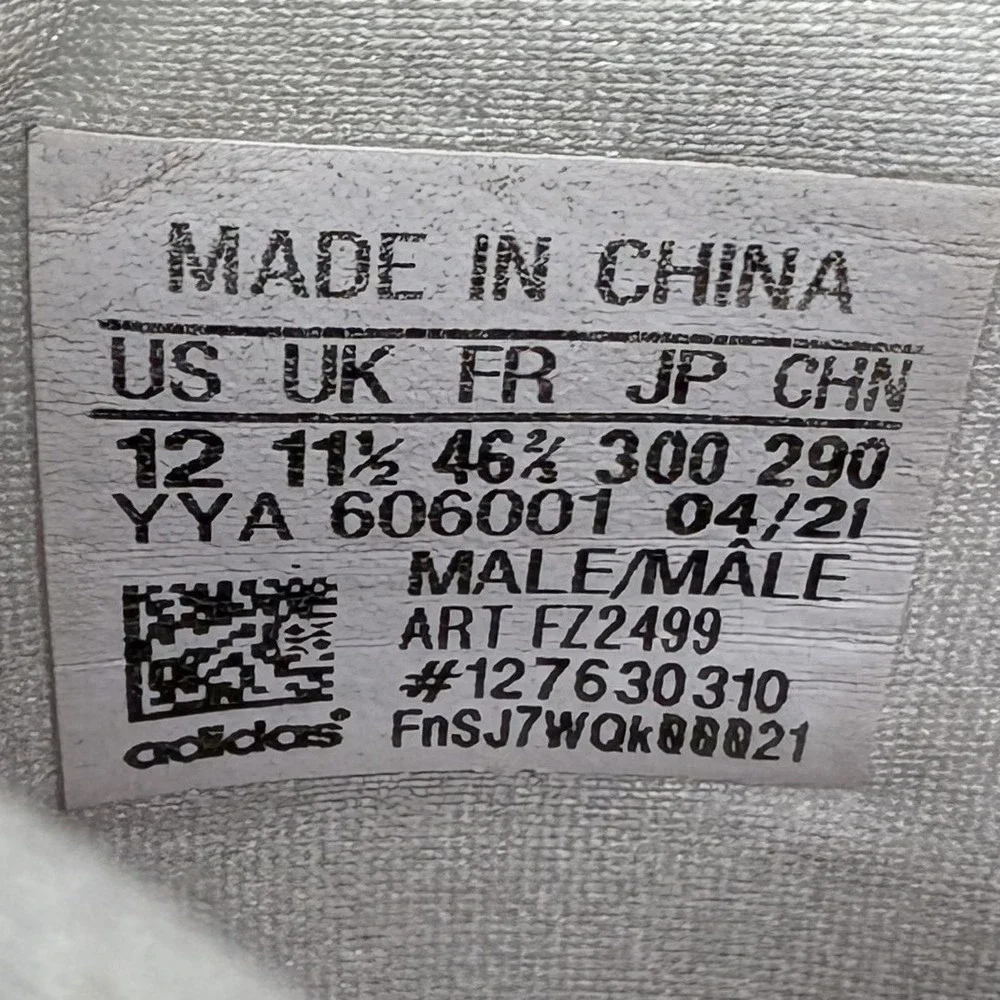 MADE IN CHINA
US UK FR JP CHN
12 11½ 46⅔ 300 290
YYA 606001 04/21
MALE/MÂLE
ART FZ2499
#127630310
FnSJ7WQk00021
adidas®